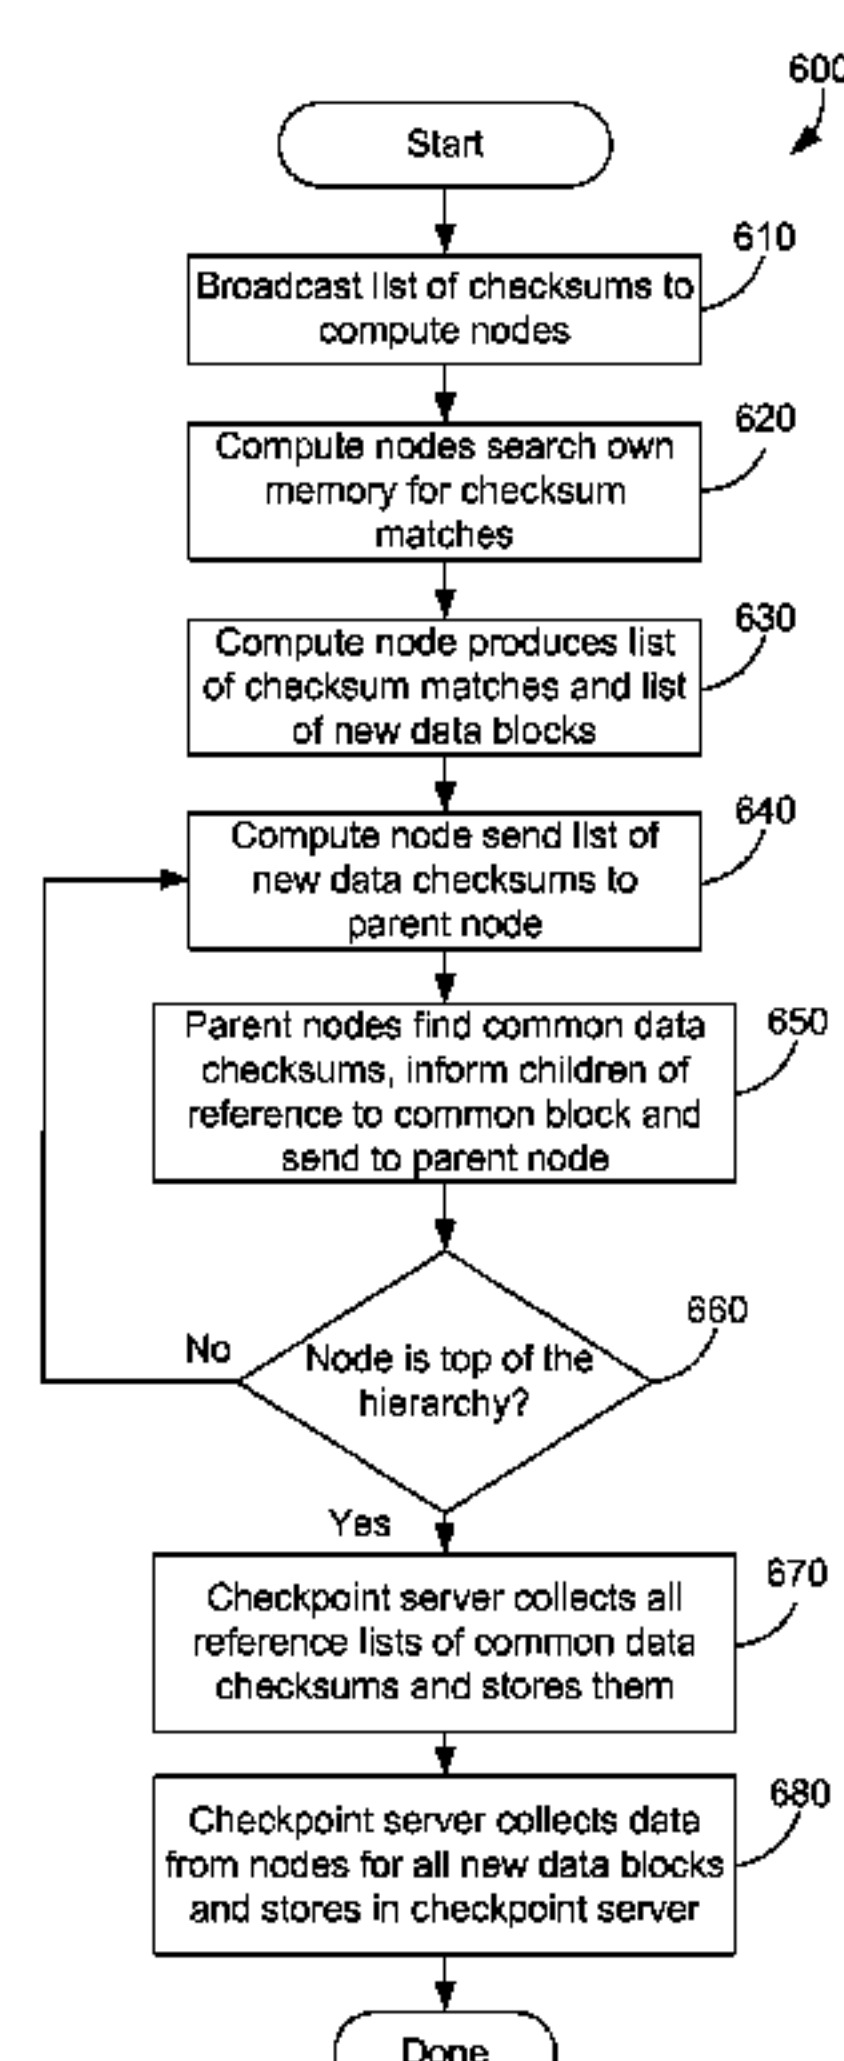 600
Start
610
Broadcast list of checksums to
compute nodes
620
Compute nodes search own
memory for checksum
matches
630
Compute node produces list
of checksum matches and list
of new data blocks
640
Compute node send list of
new data checksums to
parent node
650
Parent nodes find common data
checksums, inform children of
reference to common block and
send to parent node
660
No
Node is top of the
hierarchy?
Yes
670
Checkpoint server collects all
reference lists of common data
checksums and stores them
680
Checkpoint server collects data
from nodes for all new data blocks
and stores in checkpoint server
Done